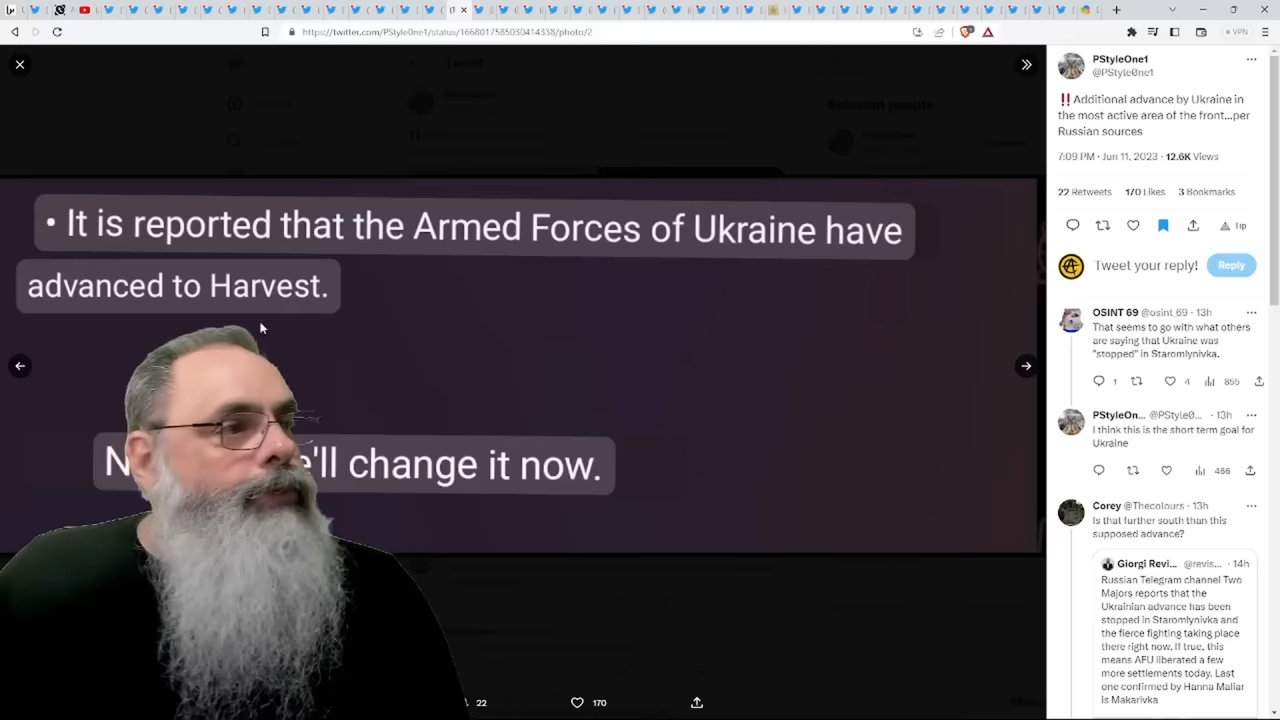 https://twitter.com/PStyle0ne1/status/1668017585030414338/photo/2
VPN
• It is reported that the Armed Forces of Ukraine have
advanced to Harvest.
'll change it now.
22
170
PStyleOne1
@PStyle0ne1
‼️Additional advance by Ukraine in
the most active area of the front...per
Russian sources
7:09 PM · Jun 11, 2023 · 12.6K Views
22 Retweets 170 Likes 3 Bookmarks
Tip
Tweet your reply!
Reply
OSINT 69 @osint_69 · 13h
That seems to go with what others
are saying that Ukraine was
"stopped" in Staromlynivka.
1 4 855
PStyleOn... @PStyle0... · 13h
I think this is the short term goal for
Ukraine
466
Corey @Thecolours · 13h
Is that further south than this
supposed advance?
Giorgi Revi... @revis... · 14h
Russian Telegram channel Two
Majors reports that the
Ukrainian advance has been
stopped in Staromlynivka and
the fierce fighting taking place
there right now. If true, this
means AFU liberated a few
more settlements today. Last
one confirmed by Hanna Maliar
is Makarivka